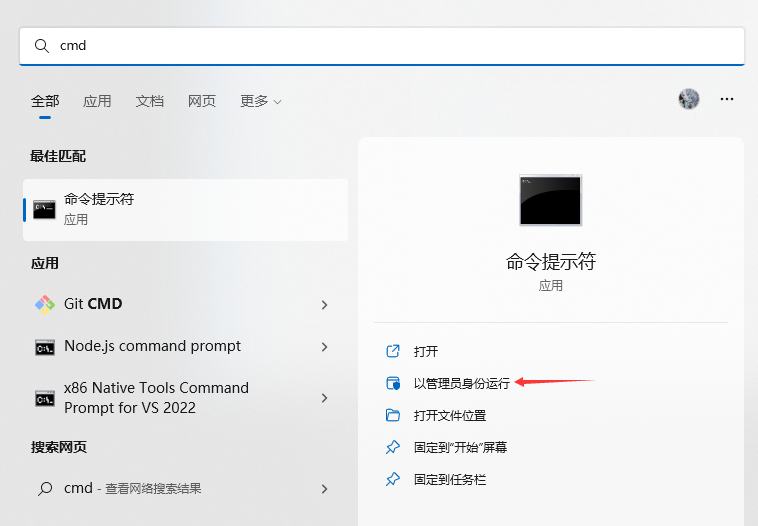 cmd
全部 应用 文档 网页 更多
最佳匹配
命令提示符
应用
应用
Git CMD
Node.js command prompt
x86 Native Tools Command
Prompt for VS 2022
搜索网页
cmd - 查看网络搜索结果
命令提示符
应用
打开
以管理员身份运行
打开文件位置
固定到"开始"屏幕
固定到任务栏